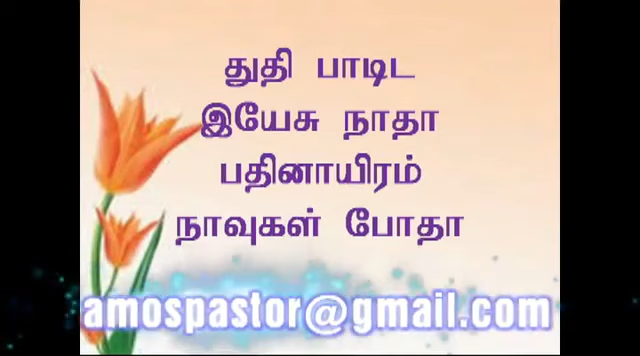 துதி பாடிட
இயேசு நாதா
பதினாயிரம்
நாவுகள் போதா
amospastor@gmail.com